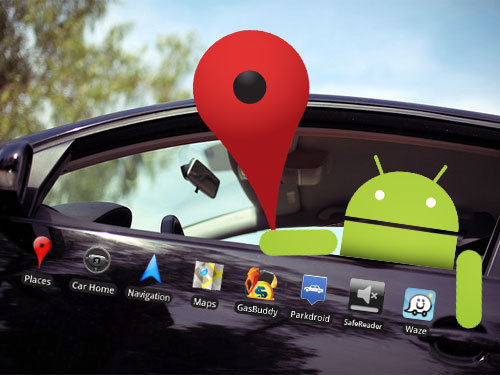 Places
Car Home
Navigation
Maps
GasBuddy
Parkdroid
SafeReader
Waze